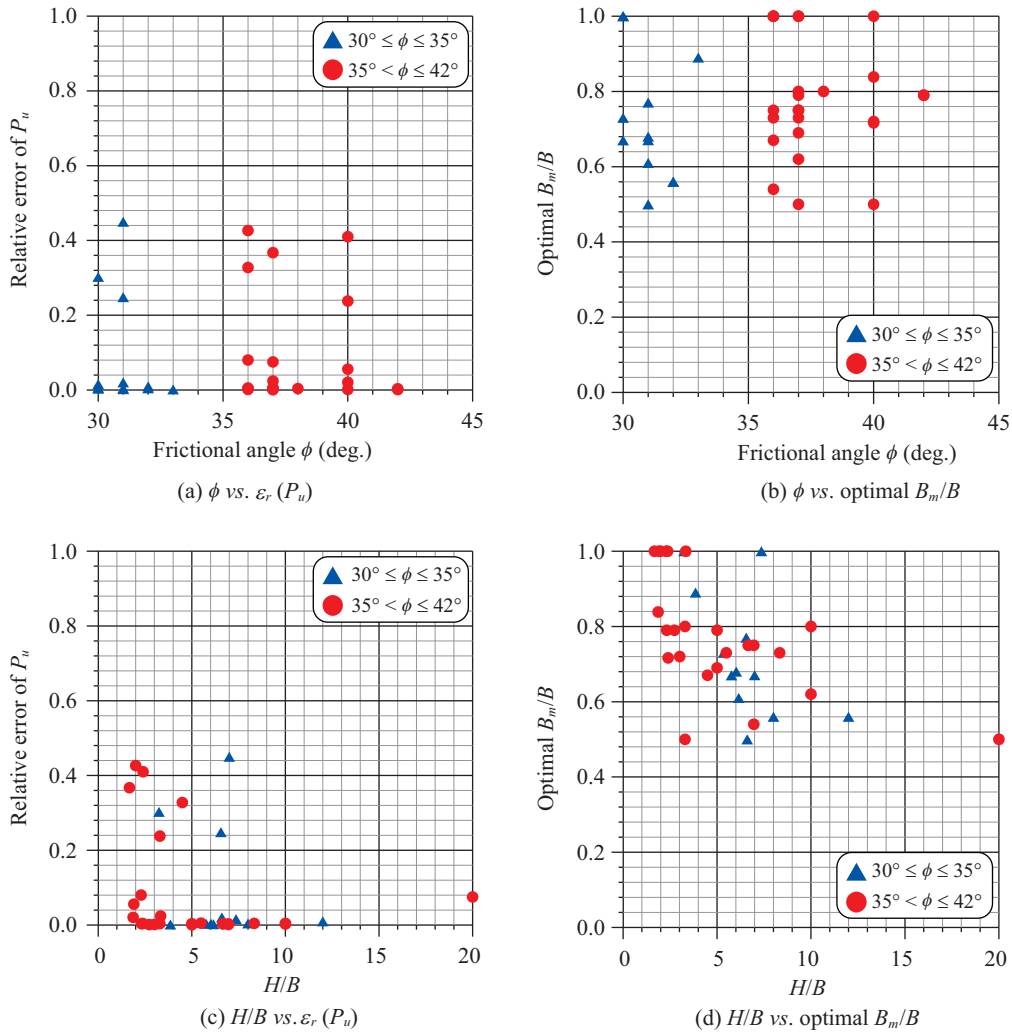 1.0
0.8
0.6
0.4
0.2
0.0
Relative error of Pᵤ
30° ≤ ϕ ≤ 35°
35° < ϕ ≤ 42°
30 35 40 45
Frictional angle ϕ (deg.)
(a) ϕ vs. εᵣ (Pᵤ)
1.0
0.8
0.6
0.4
0.2
0.0
Optimal Bₘ/B
30° ≤ ϕ ≤ 35°
35° < ϕ ≤ 42°
30 35 40 45
Frictional angle ϕ (deg.)
(b) ϕ vs. optimal Bₘ/B
1.0
0.8
0.6
0.4
0.2
0.0
Relative error of Pᵤ
30° ≤ ϕ ≤ 35°
35° < ϕ ≤ 42°
0 5 10 15 20
H/B
(c) H/B vs. εᵣ (Pᵤ)
1.0
0.8
0.6
0.4
0.2
0.0
Optimal Bₘ/B
30° ≤ ϕ ≤ 35°
35° < ϕ ≤ 42°
0 5 10 15 20
H/B
(d) H/B vs. optimal Bₘ/B